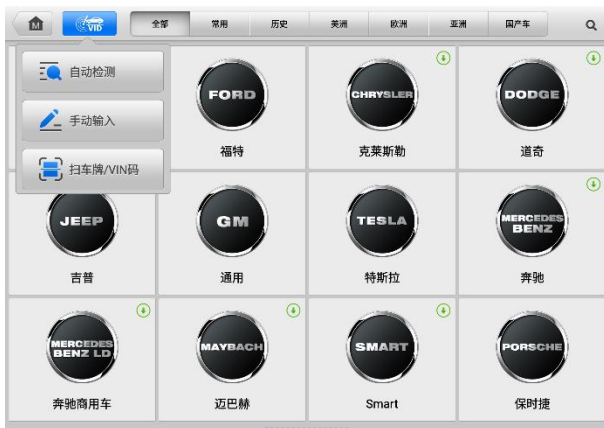 M
VID
全部
常用
历史
美洲
欧洲
亚洲
国产车
自动检测
手动输入
扫车牌/VIN码
FORD
福特
CHRYSLER
克莱斯勒
DODGE
道奇
JEEP
吉普
GM
通用
TESLA
特斯拉
MERCEDES
BENZ
奔驰
MERCEDES
BENZ LD
奔驰商用车
MAYBACH
迈巴赫
SMART
Smart
PORSCHE
保时捷